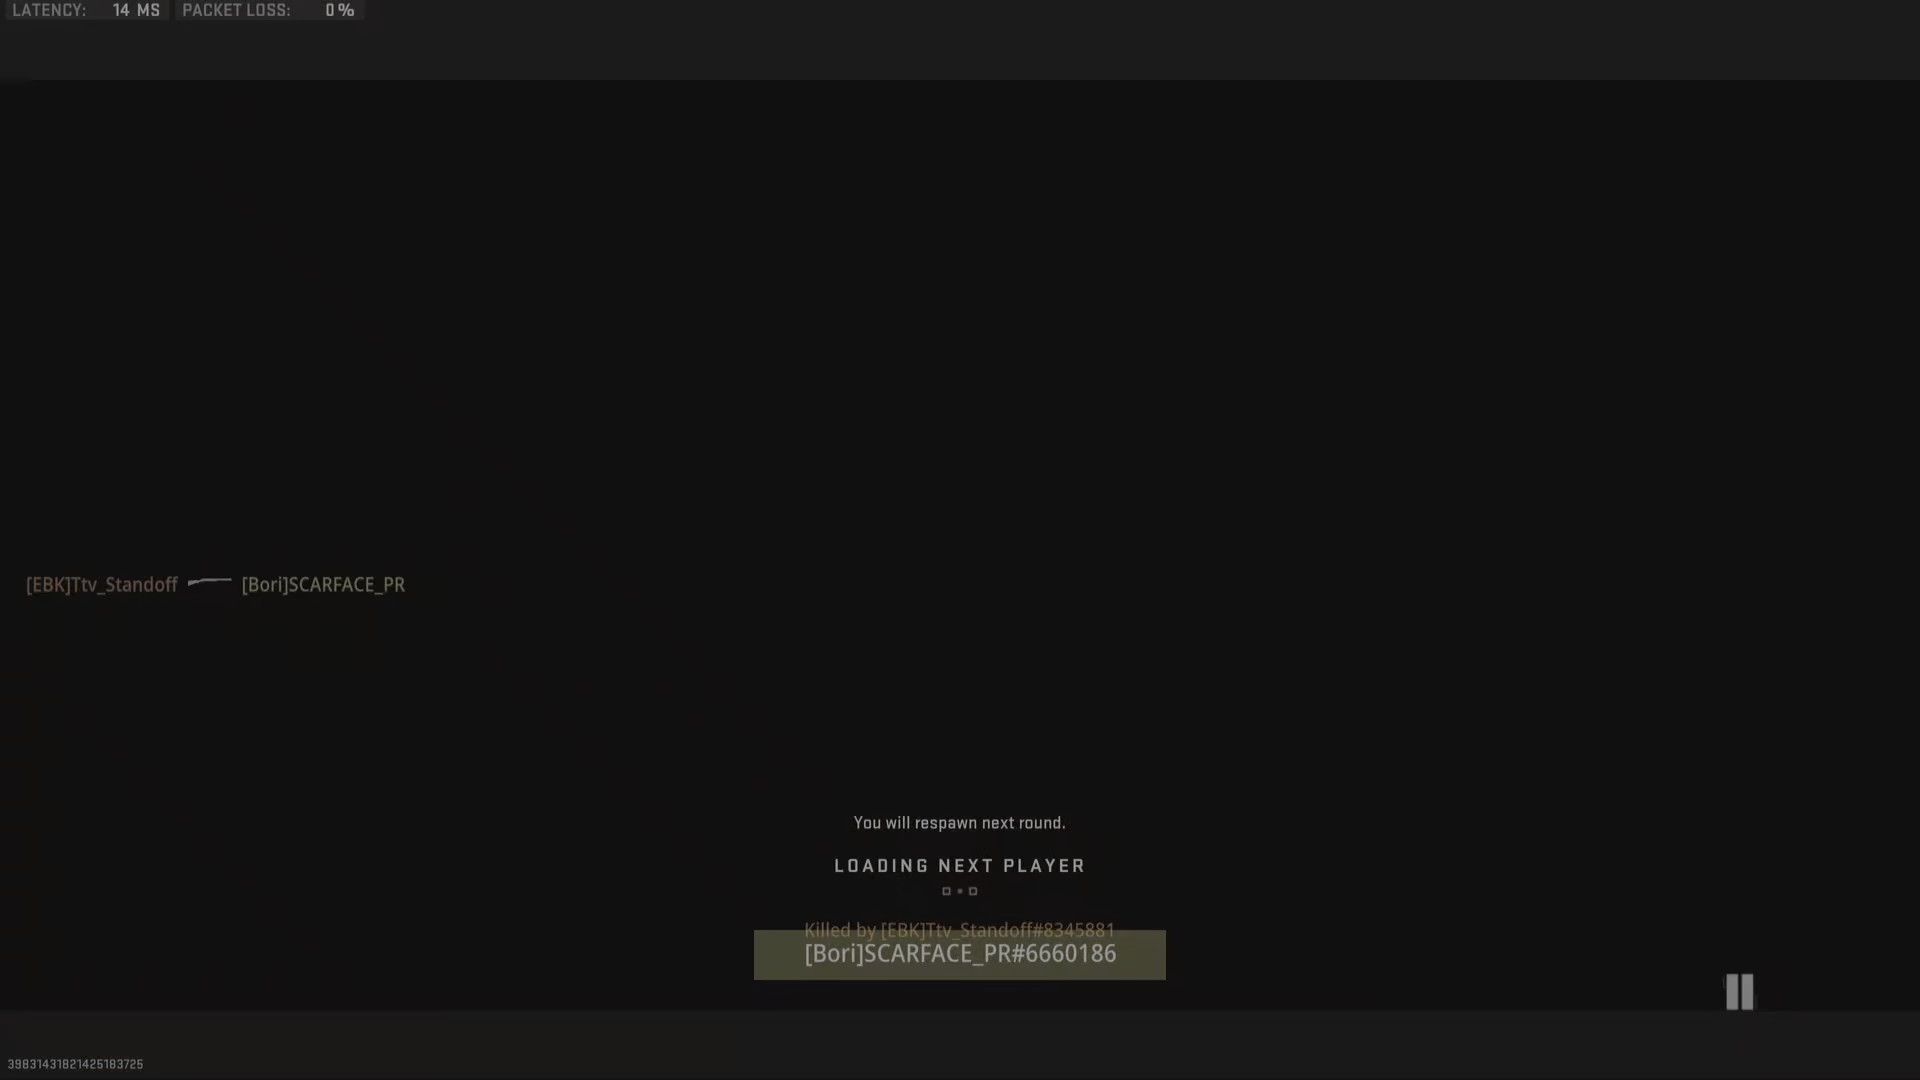 LATENCY: 14 MS PACKET LOSS: 0%
[EBK]Ttv_Standoff [Bori]SCARFACE_PR
You will respawn next round.
LOADING NEXT PLAYER
Killed by [EBK]Ttv_Standoff#8345881
[Bori]SCARFACE_PR#6660186
39831431821425183725